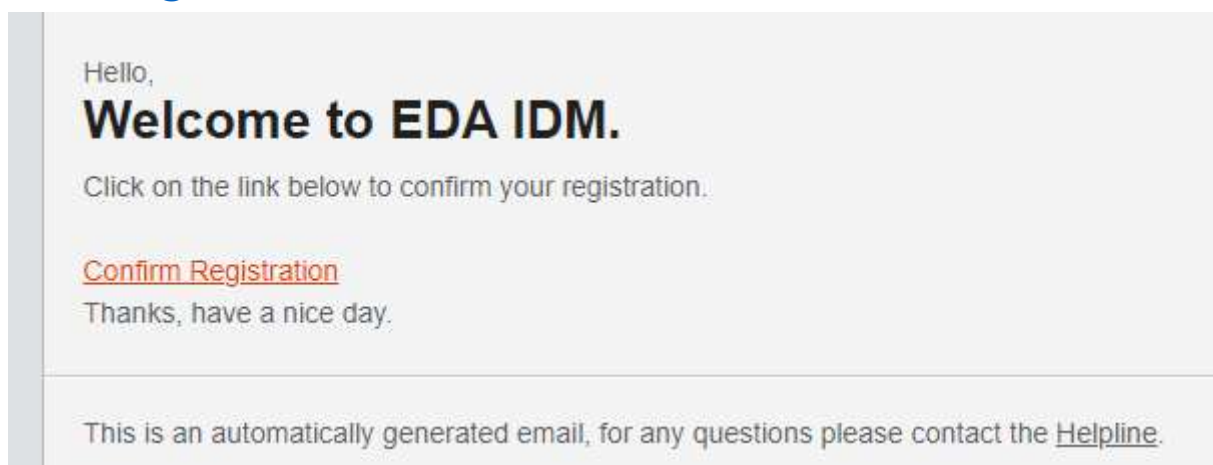 Hello,
Welcome to EDA IDM.
Click on the link below to confirm your registration.
Confirm Registration
Thanks, have a nice day.
This is an automatically generated email, for any questions please contact the Helpline.